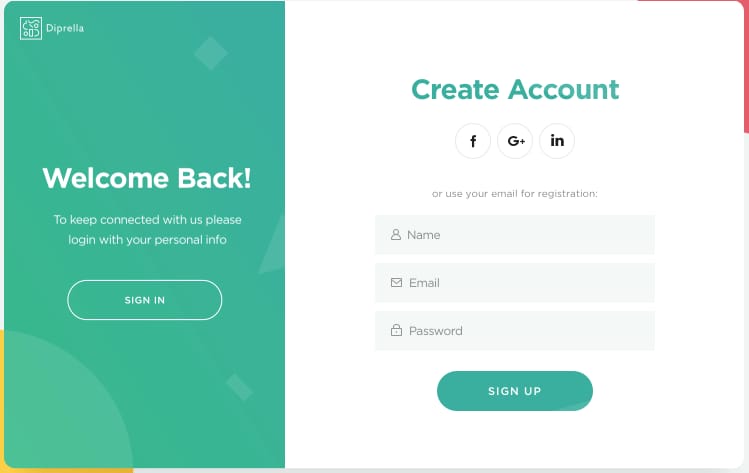 Diprella
Welcome Back!
To keep connected with us please
login with your personal info
SIGN IN
Create Account
f
G+
in
or use your email for registration:
Name
Email
Password
SIGN UP